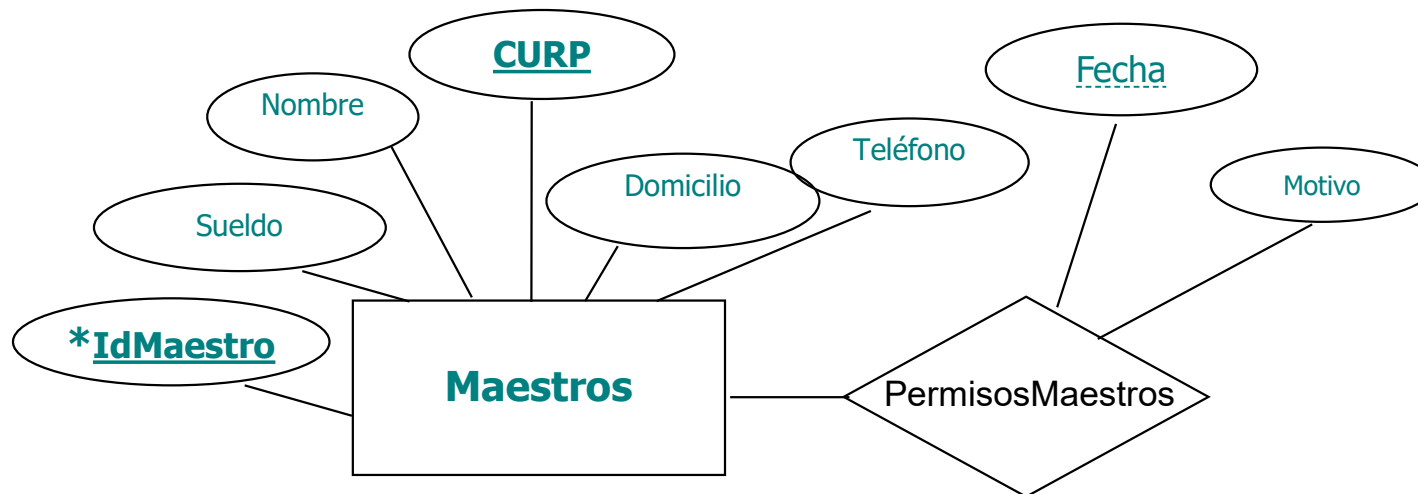 CURP
Fecha
Nombre
Teléfono
Domicilio
Motivo
Sueldo
*IdMaestro
Maestros
PermisosMaestros